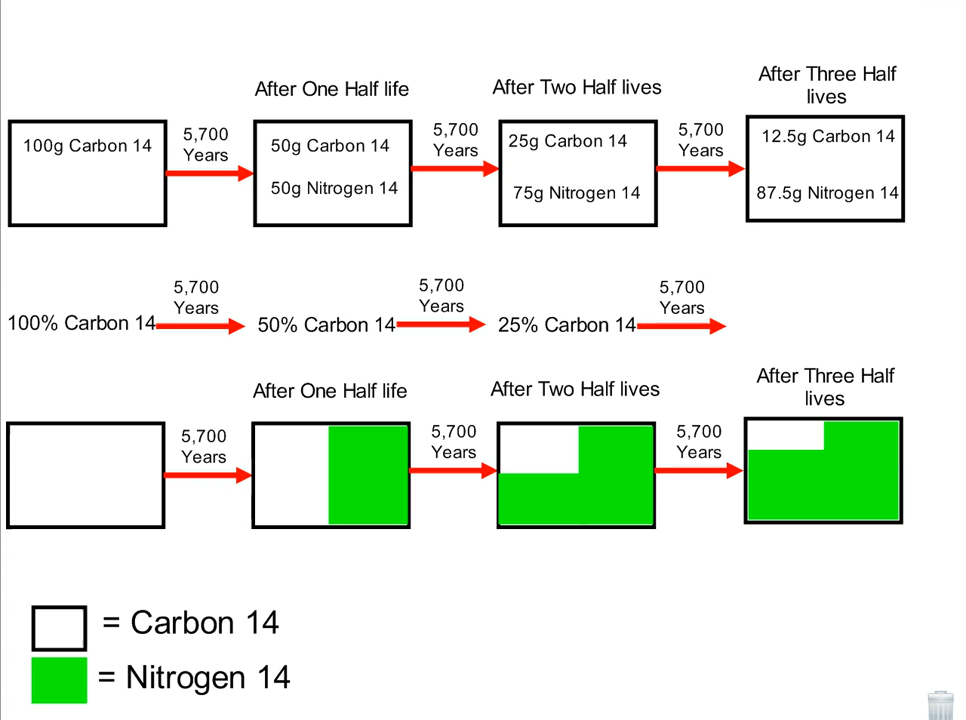 After One Half life
After Two Half lives
After Three Half
lives
100g Carbon 14
5,700
Years
50g Carbon 14
50g Nitrogen 14
5,700
Years
25g Carbon 14
75g Nitrogen 14
5,700
Years
12.5g Carbon 14
87.5g Nitrogen 14
100% Carbon 14
5,700
Years
50% Carbon 14
5,700
Years
25% Carbon 14
5,700
Years
After One Half life
After Two Half lives
After Three Half
lives
5,700
Years
5,700
Years
5,700
Years
= Carbon 14
= Nitrogen 14